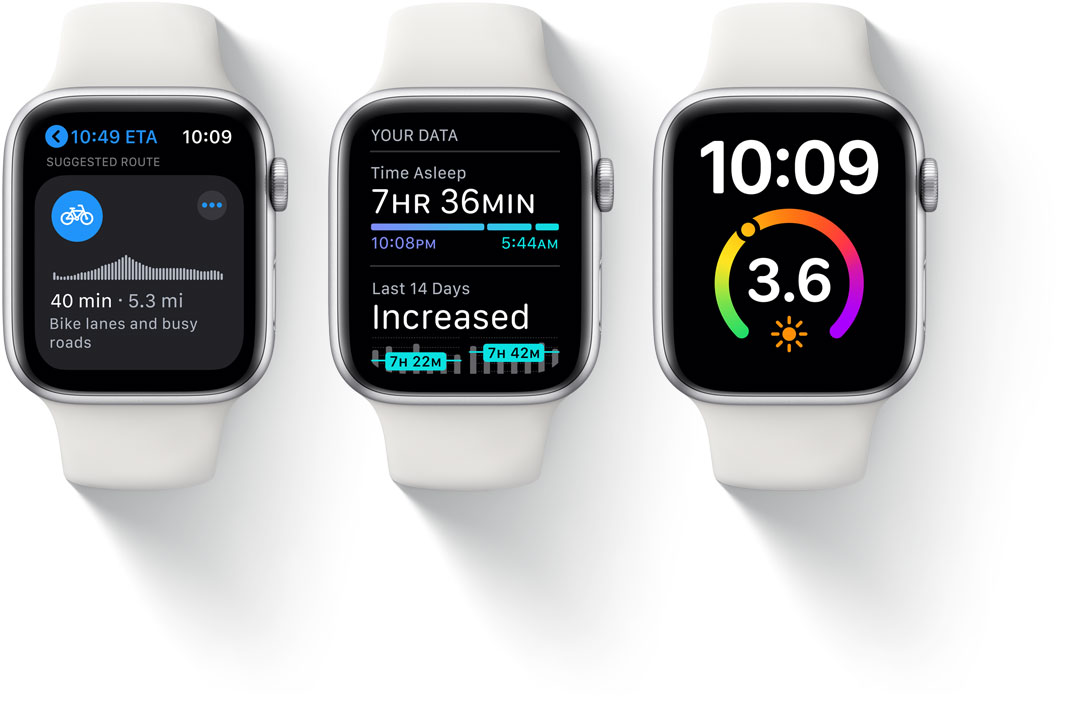 10:49 ETA 10:09
SUGGESTED ROUTE
40 min · 5.3 mi
Bike lanes and busy
roads
YOUR DATA
Time Asleep
7HR 36MIN
10:08PM 5:44AM
Last 14 Days
Increased
7H 22M 7H 42M
10:09
3.6